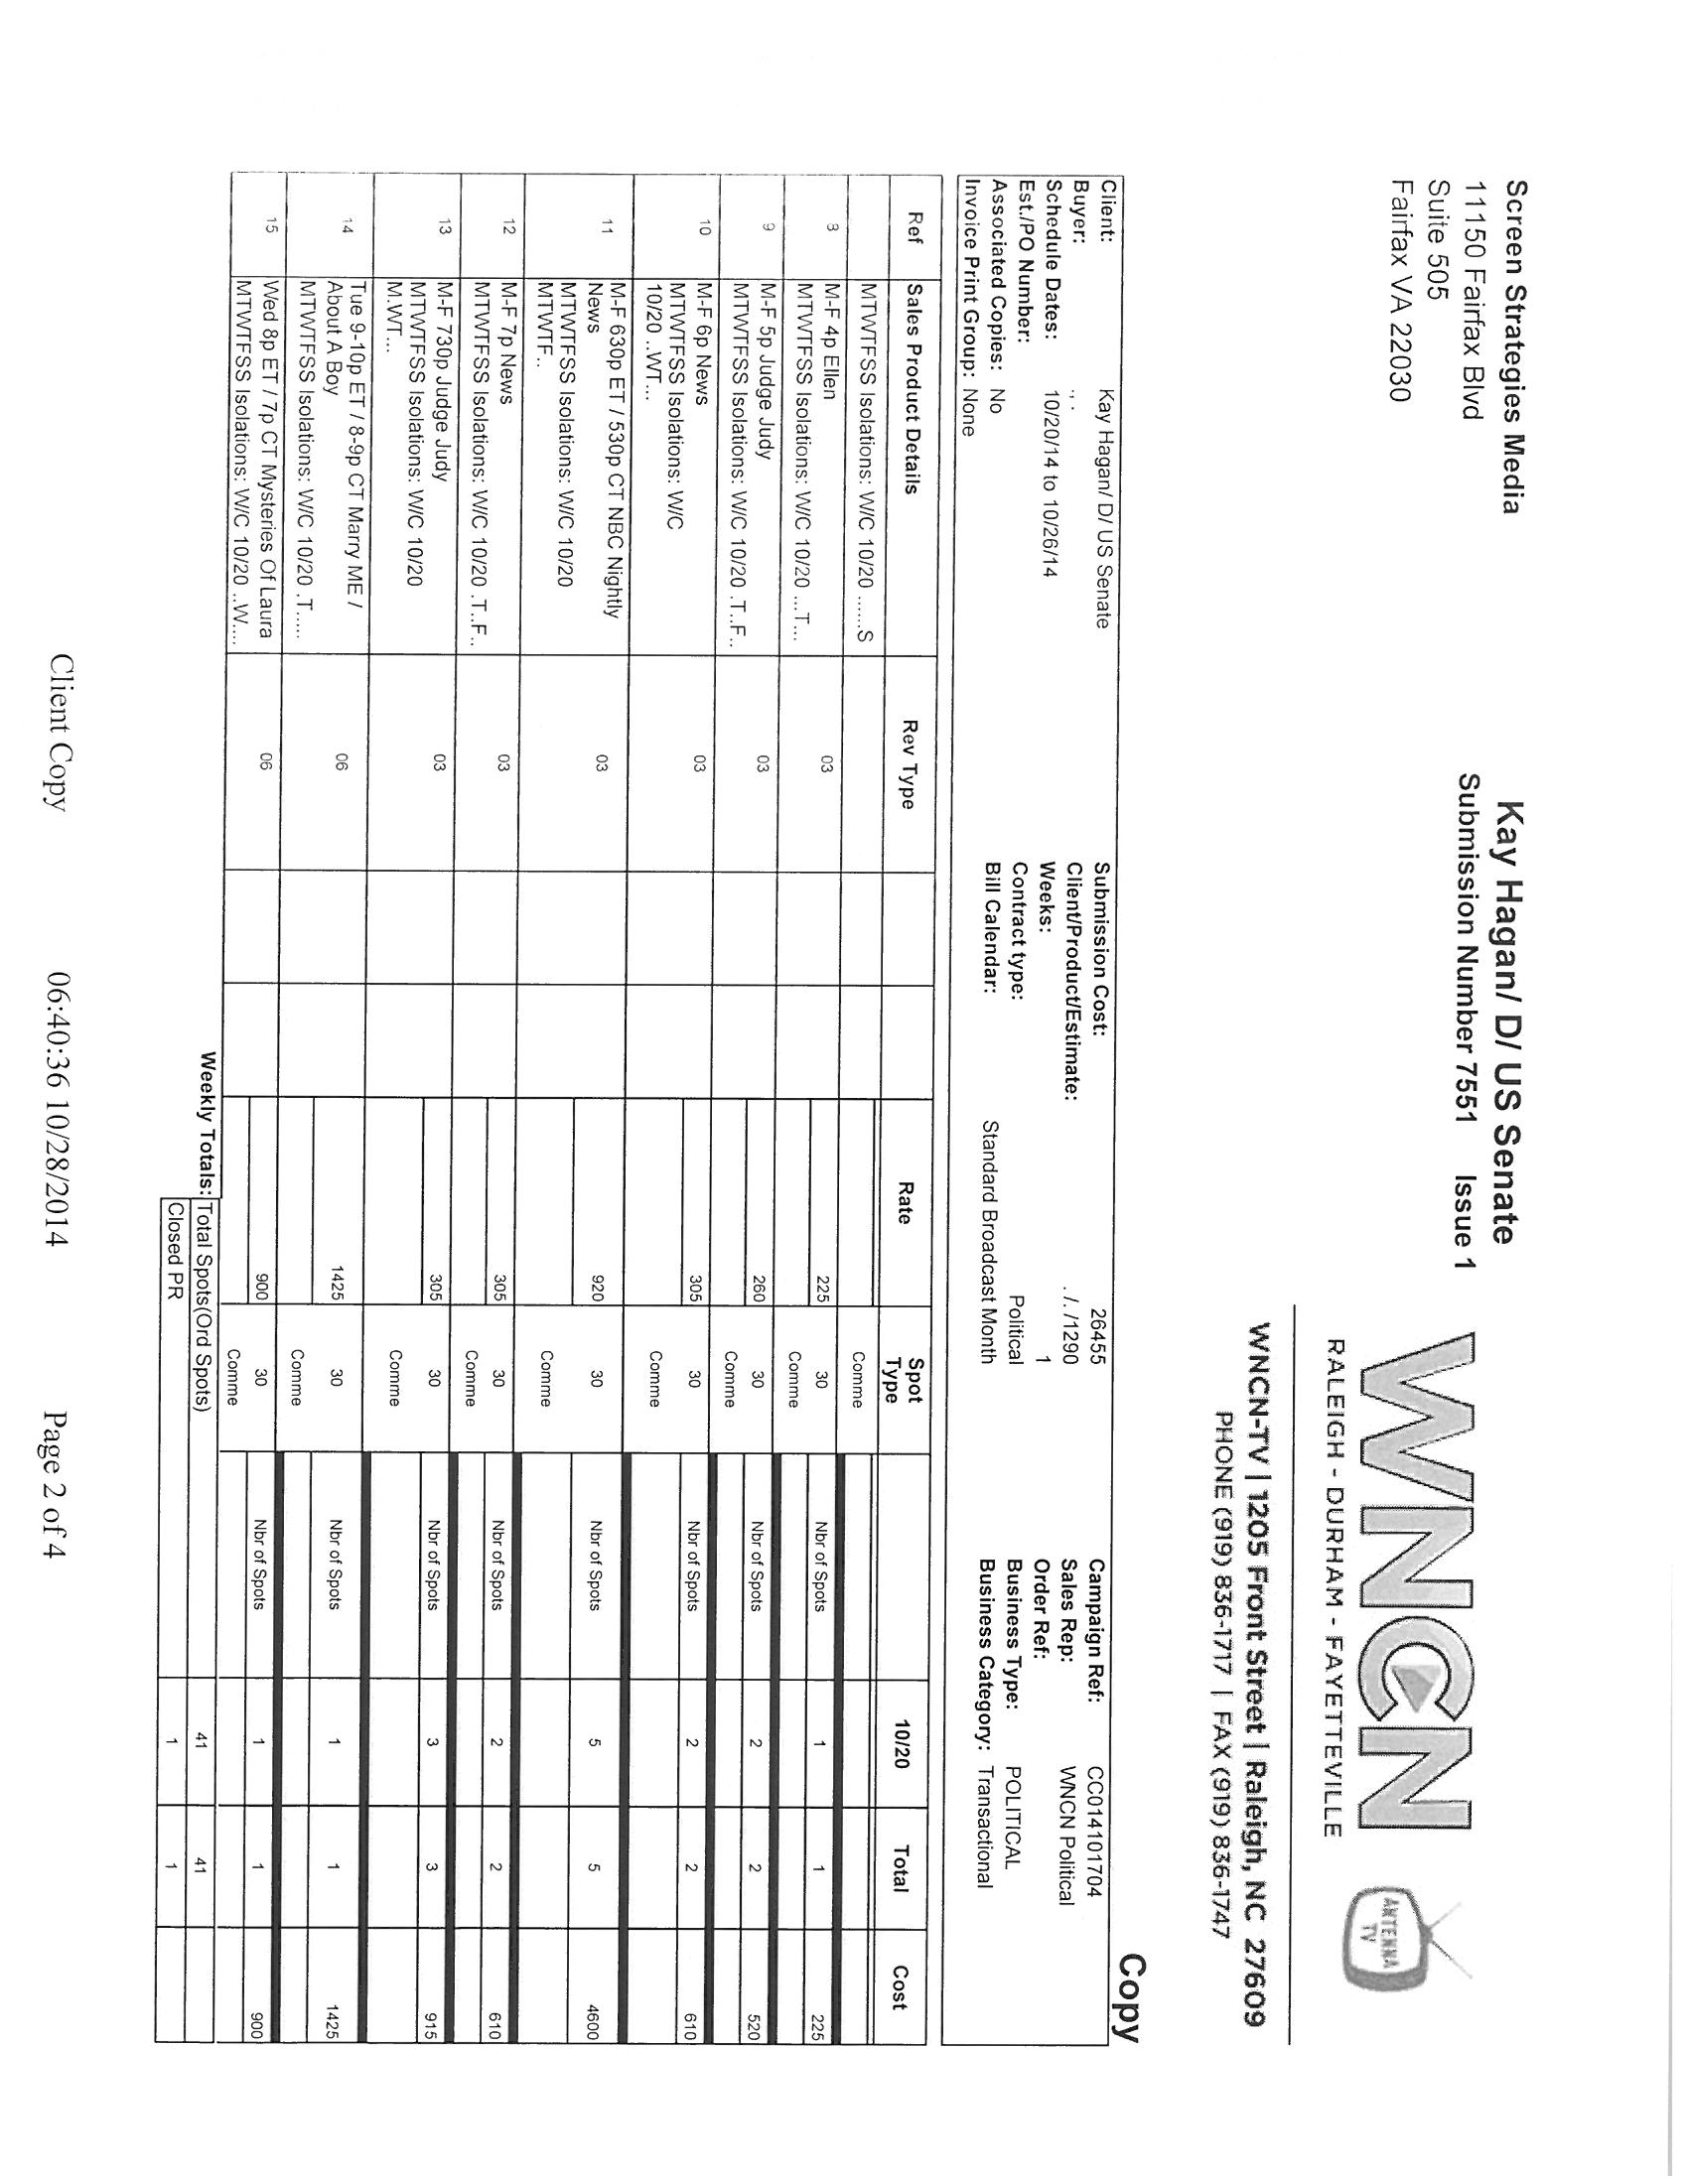 Screen Strategies Media
11150 Fairfax Blvd
Suite 505
Fairfax VA 22030
Kay Hagan/ D/ US Senate
Submission Number 7551 Issue 1
WNCN
RALEIGH - DURHAM - FAYETTEVILLE
ANTENNA
TV
WNCN-TV | 1205 Front Street | Raleigh, NC 27609
PHONE (919) 836-1717 | FAX (919) 836-1747
Copy
Client: Kay Hagan/ D/ US Senate Submission Cost: 26455 Campaign Ref: CC014101704
Buyer: ., . Client/Product/Estimate: ./. /1290 Sales Rep: WNCN Political
Schedule Dates: 10/20/14 to 10/26/14 Weeks: 1 Order Ref:
Est./PO Number: Contract type: Political Business Type: POLITICAL
Associated Copies: No Bill Calendar: Standard Broadcast Month Business Category: Transactional
Invoice Print Group: None
Ref Sales Product Details Rev Type Rate Spot Type 10/20 Total Cost
MTWTFSS Isolations: W/C 10/20 ......S Comme
8 M-F 4p Ellen 03 225 30 Nbr of Spots 1 1 225
MTWTFSS Isolations: W/C 10/20 ...T... Comme
9 M-F 5p Judge Judy 03 260 30 Nbr of Spots 2 2 520
MTWTFSS Isolations: W/C 10/20 .T..F.. Comme
10 M-F 6p News 03 305 30 Nbr of Spots 2 2 610
MTWTFSS Isolations: W/C Comme
10/20 ..WT...
11 M-F 630p ET / 530p CT NBC Nightly 03 920 30 Nbr of Spots 5 5 4600
News
MTWTFSS Isolations: W/C 10/20 Comme
MTWTF..
12 M-F 7p News 03 305 30 Nbr of Spots 2 2 610
MTWTFSS Isolations: W/C 10/20 .T..F.. Comme
13 M-F 730p Judge Judy 03 305 30 Nbr of Spots 3 3 915
MTWTFSS Isolations: W/C 10/20 Comme
M.WT...
14 Tue 9-10p ET / 8-9p CT Marry ME / 06 1425 30 Nbr of Spots 1 1 1425
About A Boy
MTWTFSS Isolations: W/C 10/20 .T..... Comme
15 Wed 8p ET / 7p CT Mysteries Of Laura 06 900 30 Nbr of Spots 1 1 900
MTWTFSS Isolations: W/C 10/20 ..W.... Comme
Weekly Totals: Total Spots(Ord Spots) 41 41
Closed PR 1 1
Client Copy 06:40:36 10/28/2014 Page 2 of 4